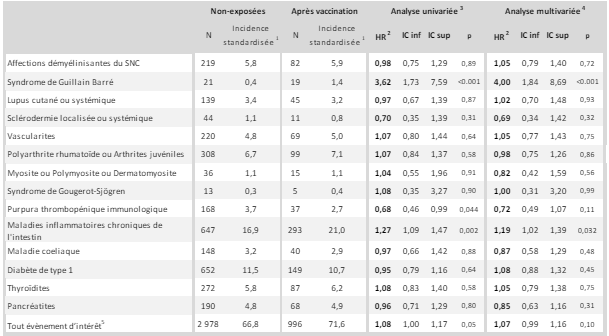 Non-exposées Après vaccination Analyse univariée 3 Analyse multivariée 4
N Incidence standardisée 1 N Incidence standardisée 1 HR2 IC inf IC sup p HR2 IC inf IC sup p
Affections démyélinisantes du SNC 219 5,8 82 5,9 0,98 0,75 1,29 0,89 1,05 0,79 1,40 0,72
Syndrome de Guillain Barré 21 0,4 19 1,4 3,62 1,73 7,59 <0.001 4,00 1,84 8,69 <0.001
Lupus cutané ou systémique 139 3,4 45 3,2 0,97 0,67 1,39 0,87 1,02 0,70 1,48 0,93
Sclérodermie localisée ou systémique 44 1,1 11 0,8 0,70 0,35 1,39 0,31 0,69 0,34 1,42 0,32
Vascularites 220 4,8 69 5,0 1,07 0,80 1,44 0,64 1,05 0,77 1,43 0,75
Polyarthrite rhumatoïde ou Arthrites juvéniles 308 6,7 99 7,1 1,07 0,84 1,37 0,58 0,98 0,75 1,26 0,86
Myosite ou Polymyosite ou Dermatomyosite 36 1,1 15 1,1 1,04 0,55 1,96 0,91 0,82 0,42 1,59 0,56
Syndrome de Gougerot-Sjögren 13 0,3 5 0,4 1,08 0,35 3,27 0,90 1,00 0,31 3,20 0,99
Purpura thrombopénique immunologique 168 3,7 37 2,7 0,68 0,46 0,99 0,044 0,72 0,49 1,07 0,11
Maladies inflammatoires chroniques de
l'intestin 647 16,9 293 21,0 1,27 1,09 1,47 0,002 1,19 1,02 1,39 0,032
Maladie coeliaque 148 3,2 40 2,9 0,95 0,66 1,42 0,88 0,87 0,58 1,29 0,48
Diabète de type 1 652 11,5 149 10,7 0,95 0,79 1,16 0,64 1,08 0,88 1,32 0,45
Thyroïdites 272 5,8 87 6,2 1,08 0,83 1,40 0,58 1,05 0,79 1,38 0,75
Pancréatites 190 4,8 68 4,9 0,96 0,71 1,29 0,80 0,85 0,63 1,16 0,31
Tout évènement d'intérêt5 2 978 66,8 996 71,6 1,08 1,00 1,17 0,05 1,07 0,99 1,16 0,10